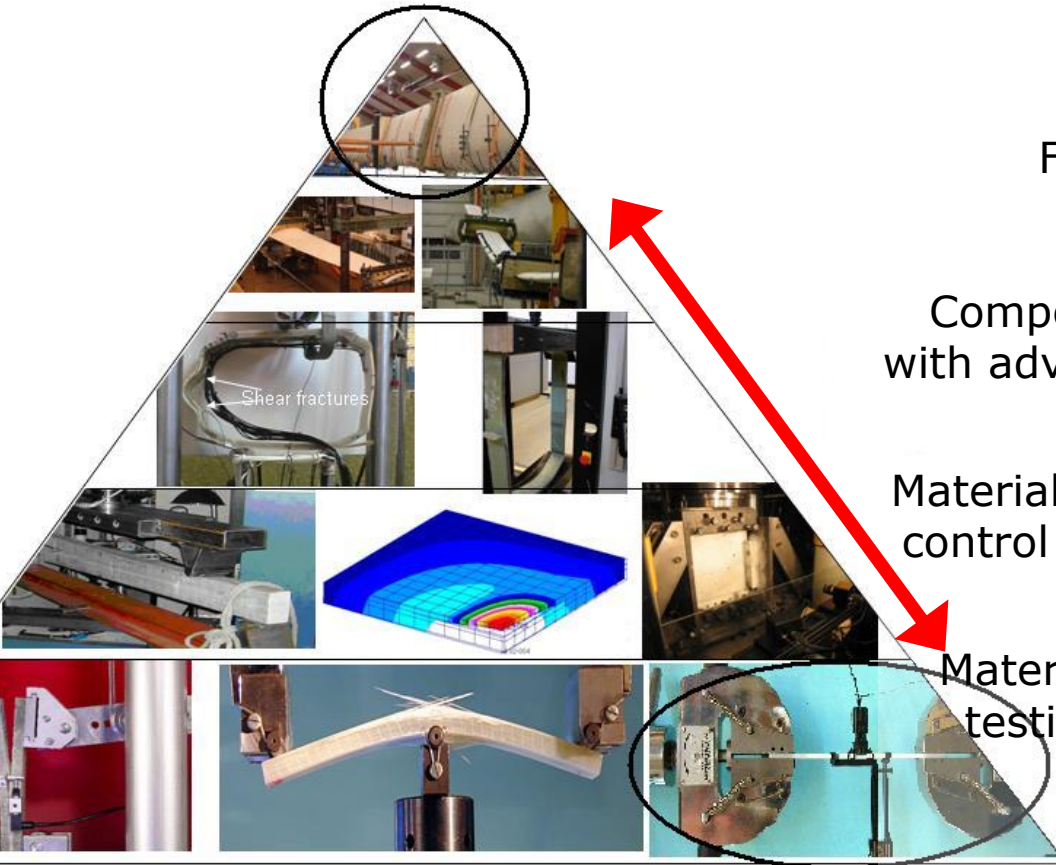 F
Compo
with adv
Shear fractures
Material
control
Mater
testi